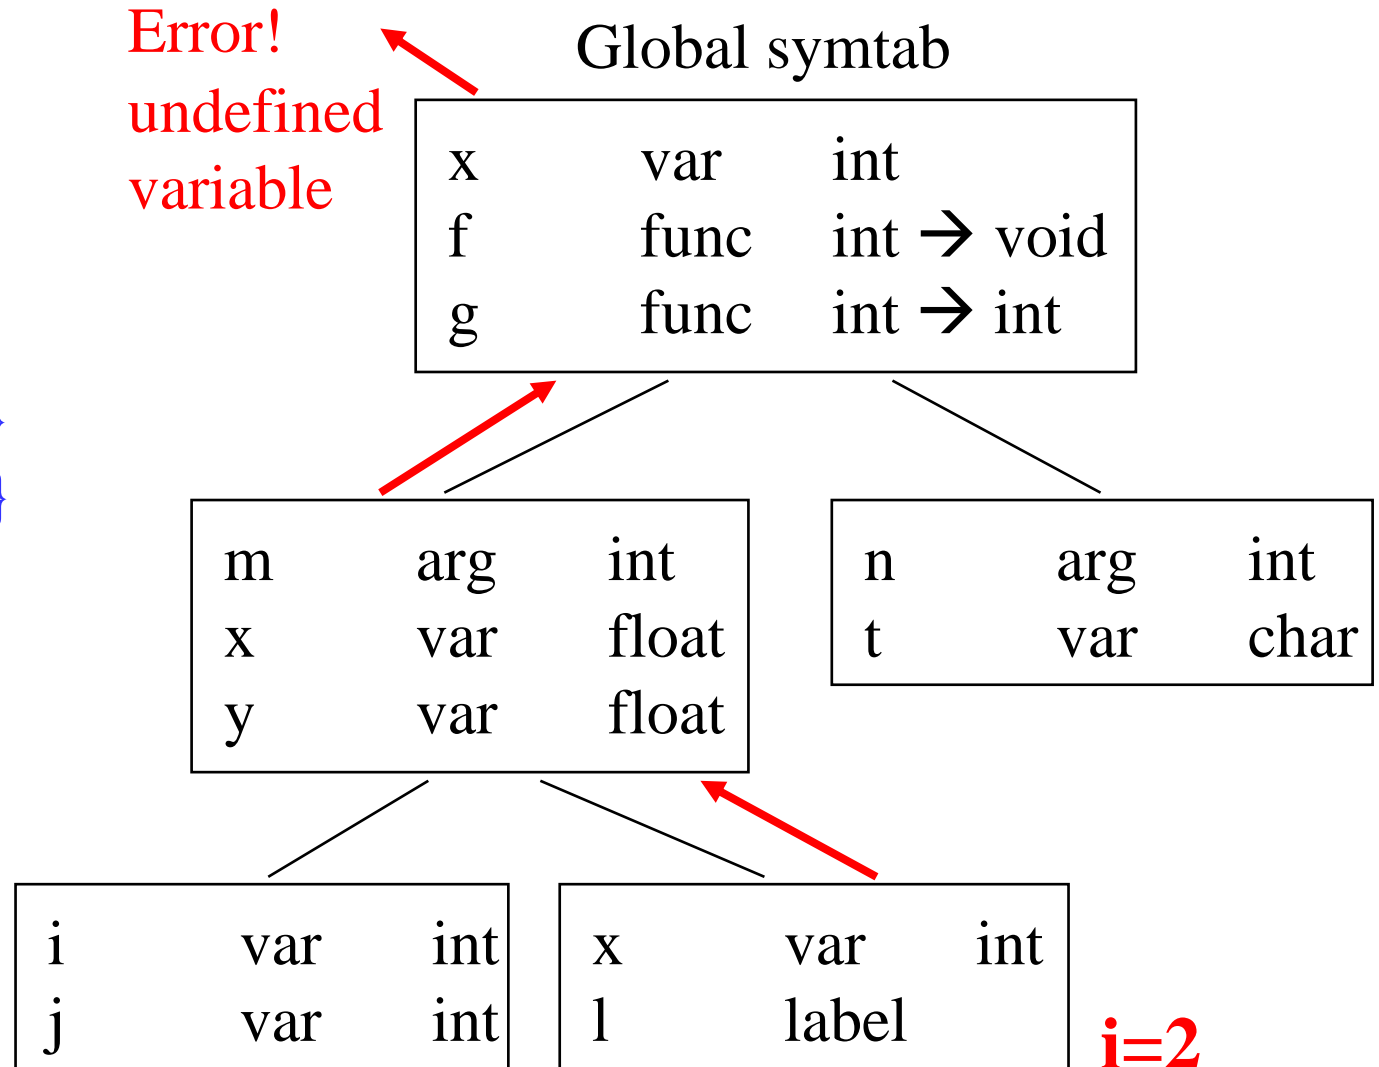 Error!
undefined
variable
Global symtab
x var int
f func int → void
g func int → int
}
m arg int
x var float
y var float
n arg int
t var char
i var int
j var int
x var int
l label
i=2